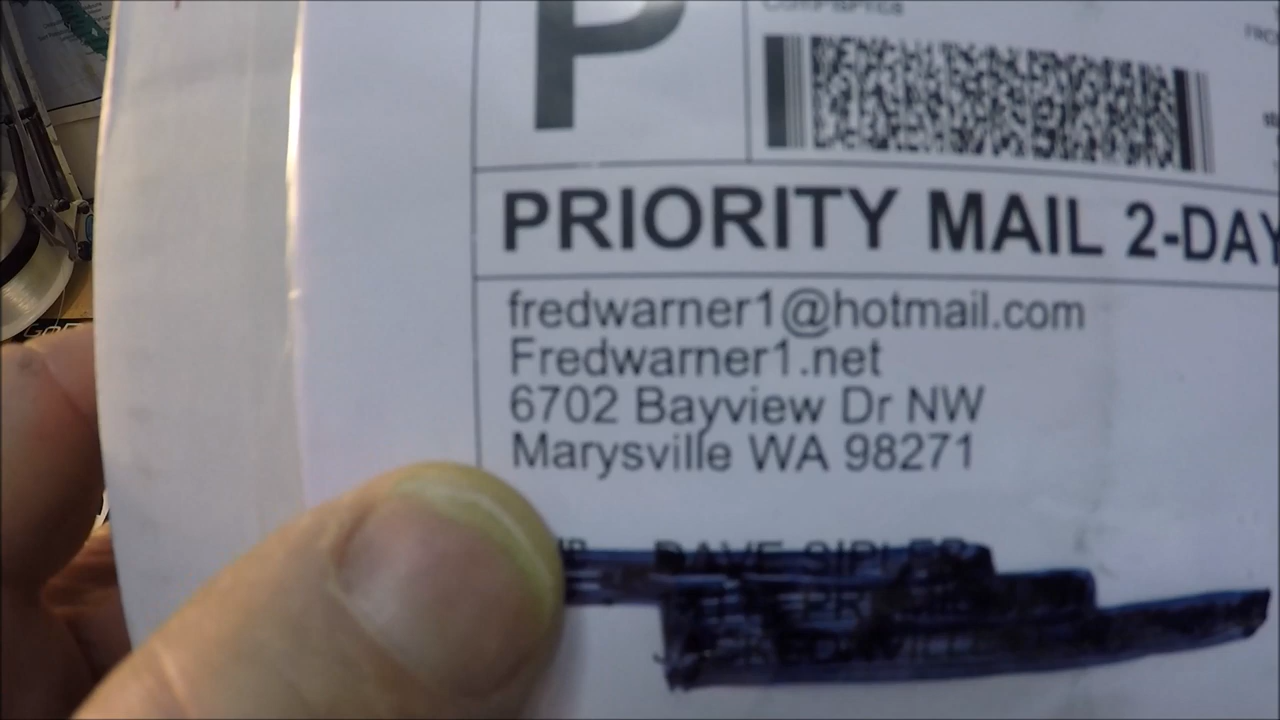 P
PRIORITY MAIL 2-DAY
fredwarner1@hotmail.com
Fredwarner1.net
6702 Bayview Dr NW
Marysville WA 98271